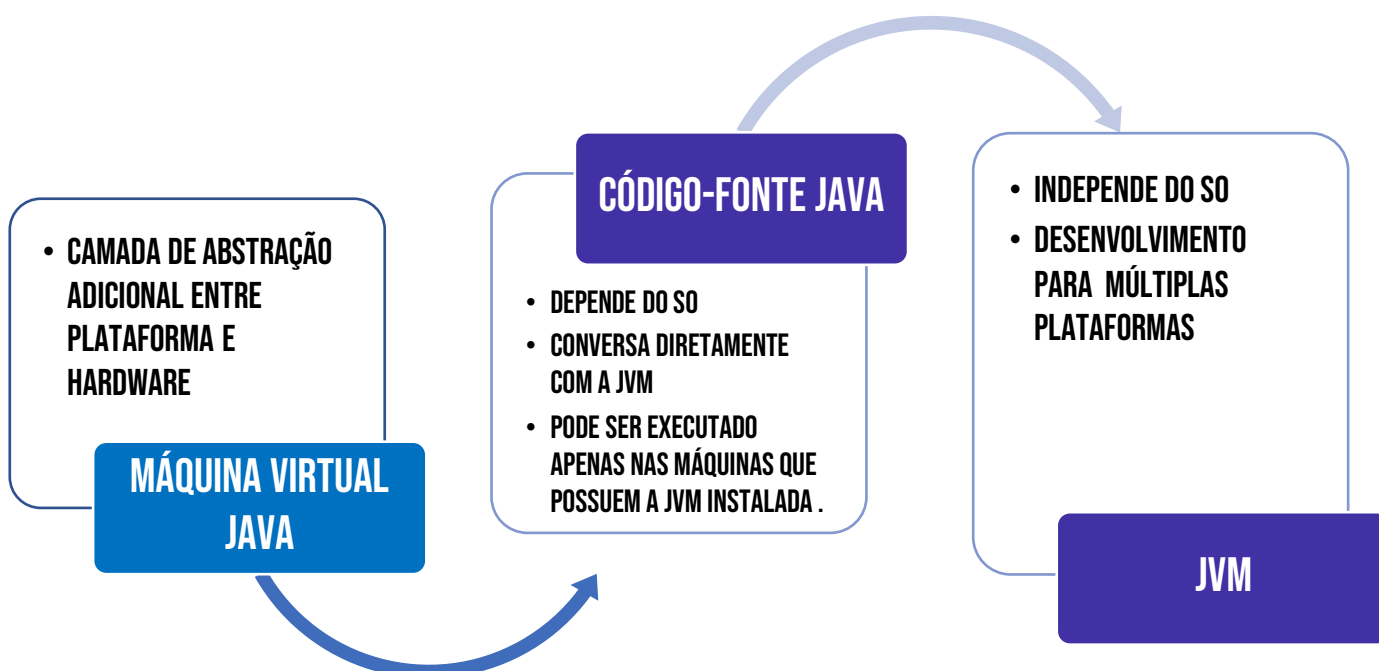 • CAMADA DE ABSTRAÇÃO
ADICIONAL ENTRE
PLATAFORMA E
HARDWARE
MÁQUINA VIRTUAL
JAVA
CÓDIGO-FONTE JAVA
• DEPENDE DO SO
• CONVERSA DIRETAMENTE
COM A JVM
• PODE SER EXECUTADO
APENAS NAS MÁQUINAS QUE
POSSUEM A JVM INSTALADA .
• INDEPENDE DO SO
• DESENVOLVIMENTO
PARA MÚLTIPLAS
PLATAFORMAS
JVM